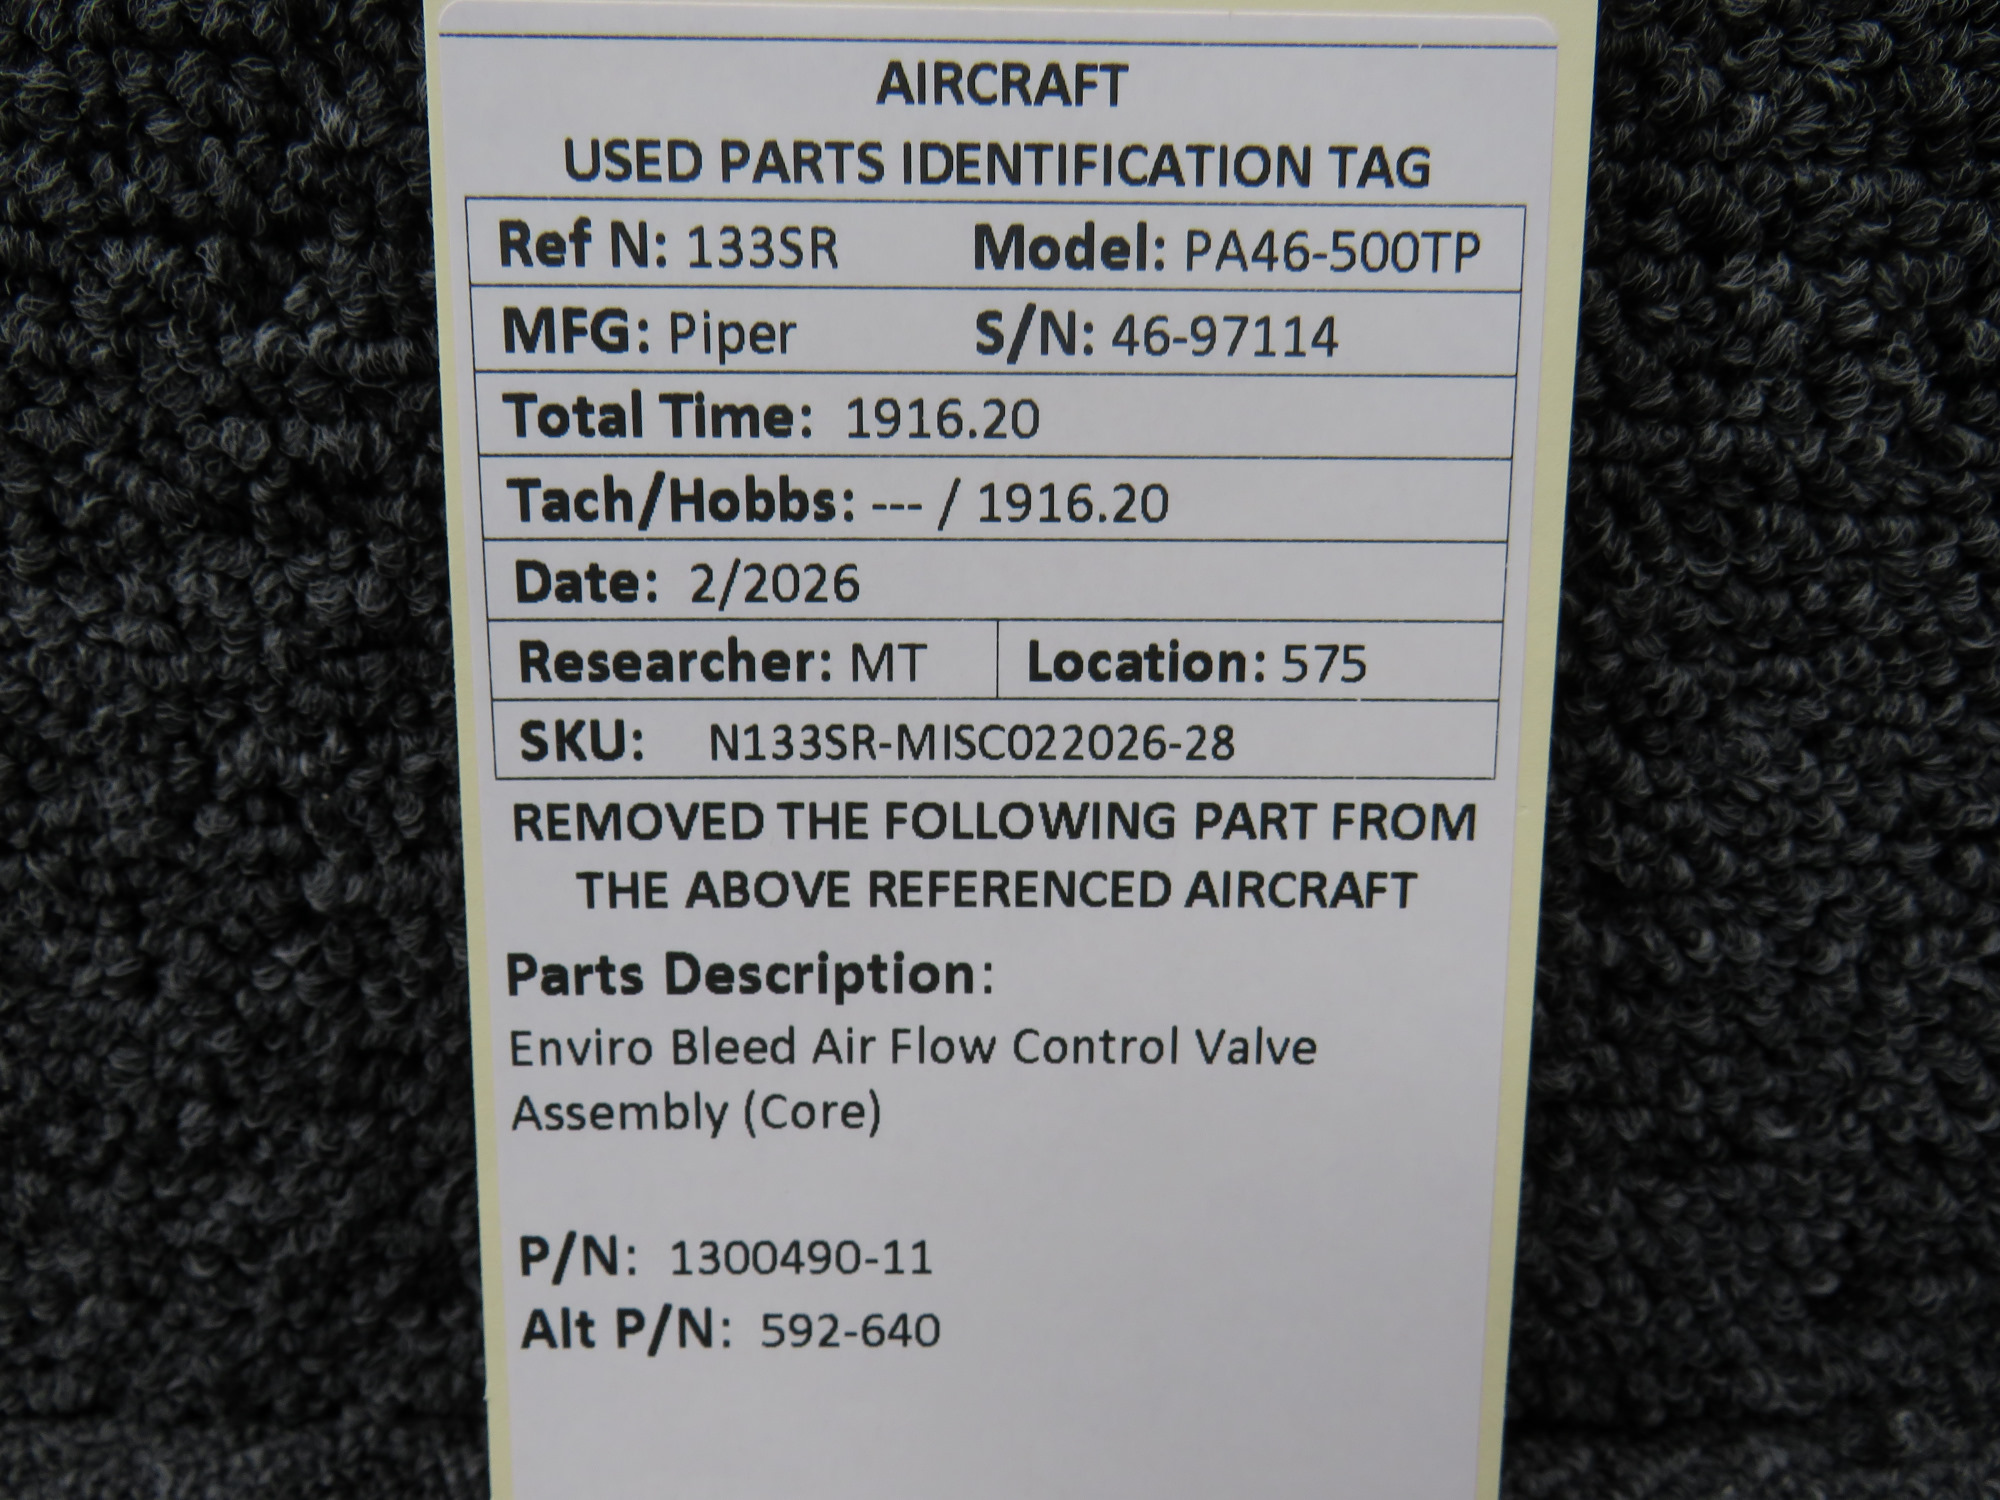 AIRCRAFT
USED PARTS IDENTIFICATION TAG
Ref N: 133SR Model: PA46-500TP
MFG: Piper S/N: 46-97114
Total Time: 1916.20
Tach/Hobbs: --- / 1916.20
Date: 2/2026
Researcher: MT Location: 575
SKU: N133SR-MISC022026-28
REMOVED THE FOLLOWING PART FROM
THE ABOVE REFERENCED AIRCRAFT
Parts Description:
Enviro Bleed Air Flow Control Valve
Assembly (Core)
P/N: 1300490-11
Alt P/N: 592-640